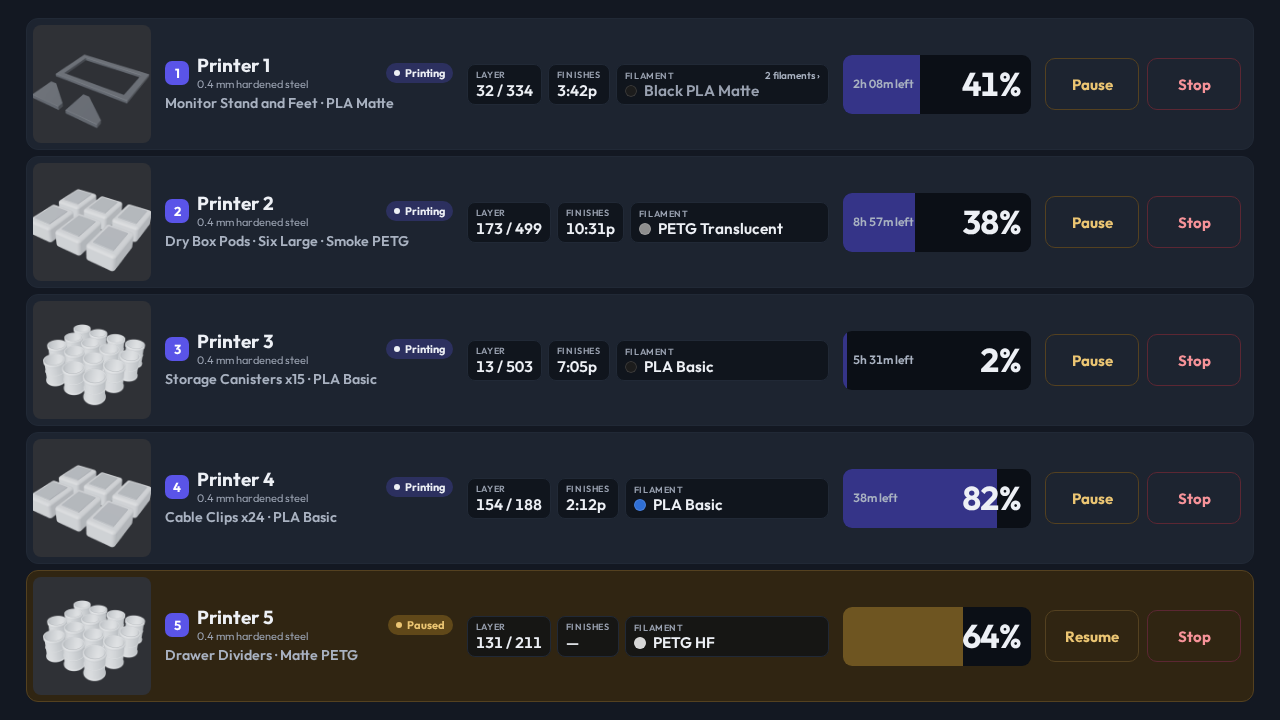 1
Printer 1
0.4 mm hardened steel
Printing
Monitor Stand and Feet · PLA Matte
LAYER
32 / 334
FINISHES
3:42p
FILAMENT
2 filaments ›
Black PLA Matte
2h 08m left
41%
Pause
Stop
2
Printer 2
0.4 mm hardened steel
Printing
Dry Box Pods · Six Large · Smoke PETG
LAYER
173 / 499
FINISHES
10:31p
FILAMENT
PETG Translucent
8h 57m left
38%
Pause
Stop
3
Printer 3
0.4 mm hardened steel
Printing
Storage Canisters x15 · PLA Basic
LAYER
13 / 503
FINISHES
7:05p
FILAMENT
PLA Basic
5h 31m left
2%
Pause
Stop
4
Printer 4
0.4 mm hardened steel
Printing
Cable Clips x24 · PLA Basic
LAYER
154 / 188
FINISHES
2:12p
FILAMENT
PLA Basic
38m left
82%
Pause
Stop
5
Printer 5
0.4 mm hardened steel
Paused
Drawer Dividers · Matte PETG
LAYER
131 / 211
FINISHES
—
FILAMENT
PETG HF
64%
Resume
Stop